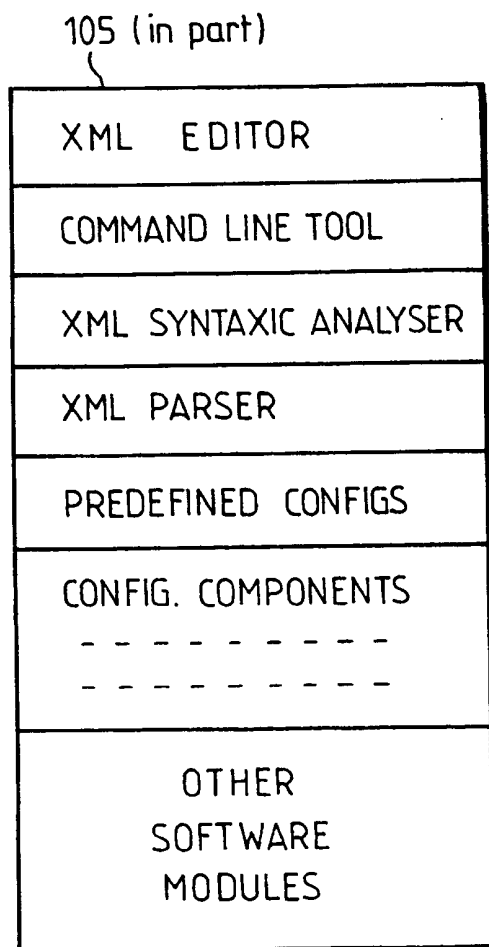 105 (in part)
XML EDITOR
COMMAND LINE TOOL
XML SYNTAXIC ANALYSER
XML PARSER
PREDEFINED CONFIGS
CONFIG. COMPONENTS
OTHER
SOFTWARE
MODULES